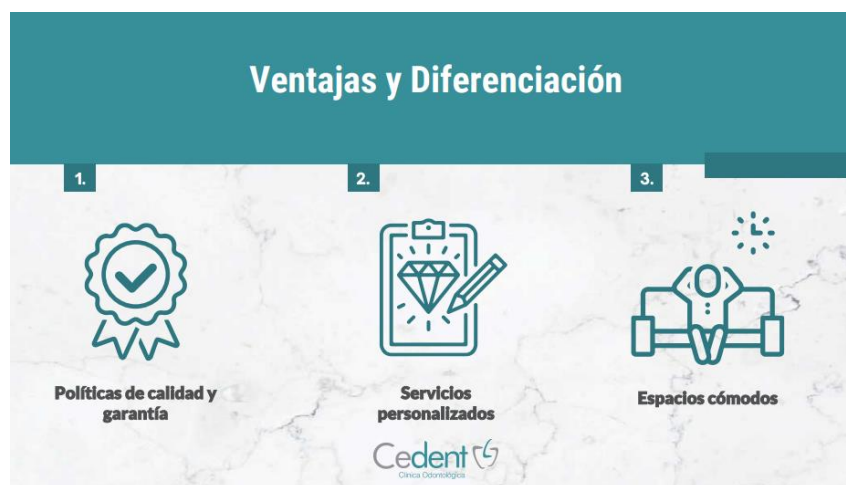 Ventajas y Diferenciación
1.
2.
3.
Políticas de calidad y
garantía
Servicios
personalizados
Espacios cómodos
Cedent
Clínica Odontológica